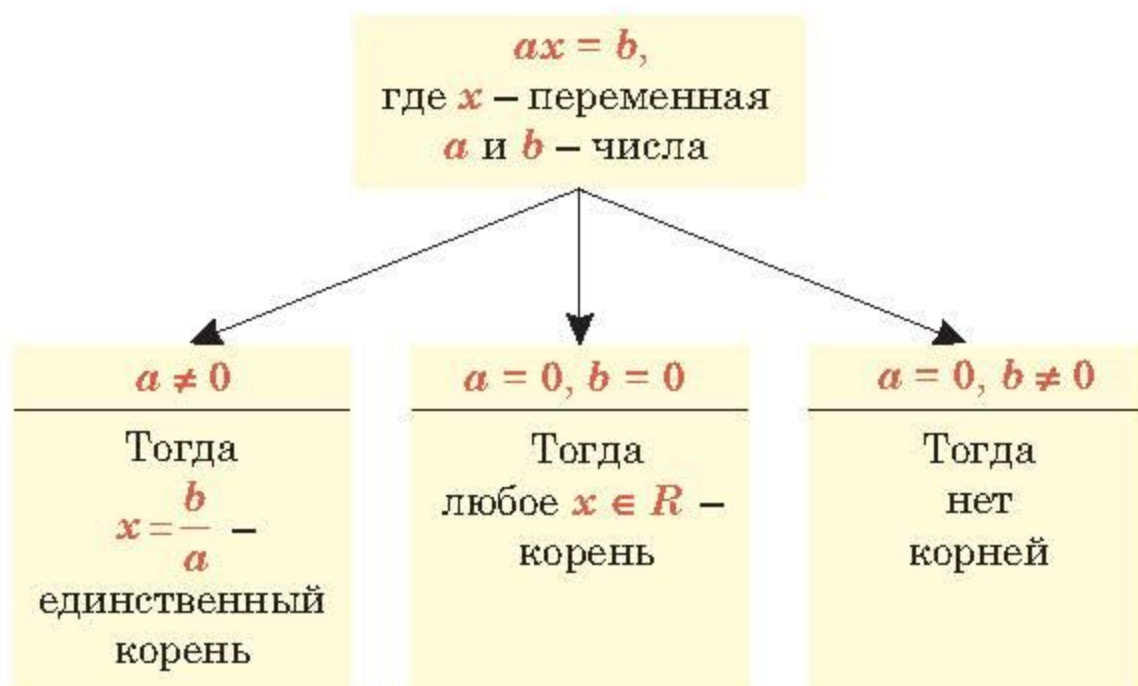 ax = b,
где x – переменная
a и b – числа
a ≠ 0
Тогда
x = b/a –
единственный
корень
a = 0, b = 0
Тогда
любое x ∈ R –
корень
a = 0, b ≠ 0
Тогда
нет
корней